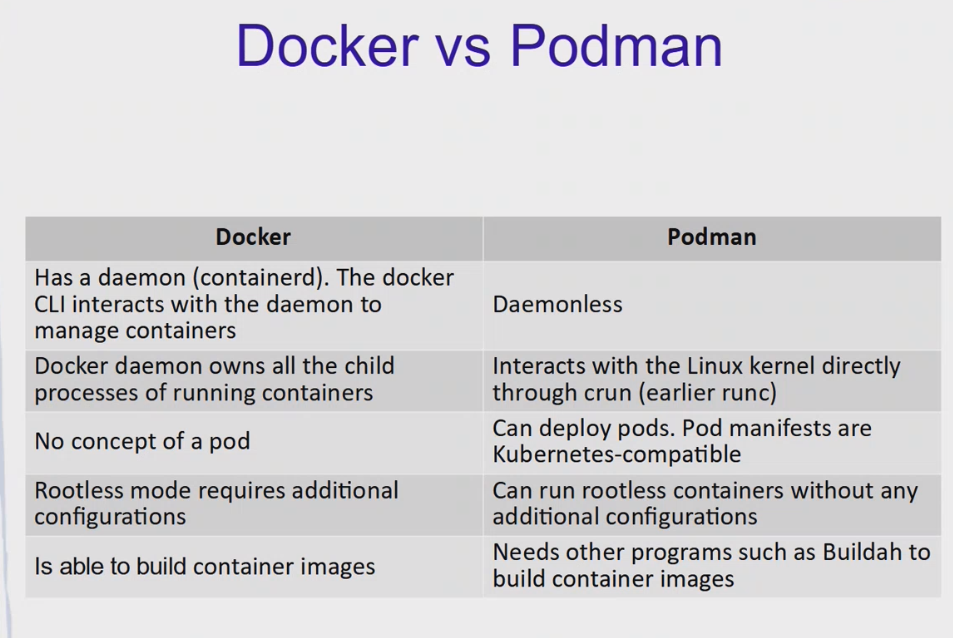 Docker vs Podman
Docker
Podman
Has a daemon (containerd). The docker
CLI interacts with the daemon to
manage containers
Daemonless
Docker daemon owns all the child
processes of running containers
Interacts with the Linux kernel directly
through crun (earlier runc)
No concept of a pod
Can deploy pods. Pod manifests are
Kubernetes-compatible
Rootless mode requires additional
configurations
Can run rootless containers without any
additional configurations
Is able to build container images
Needs other programs such as Buildah to
build container images